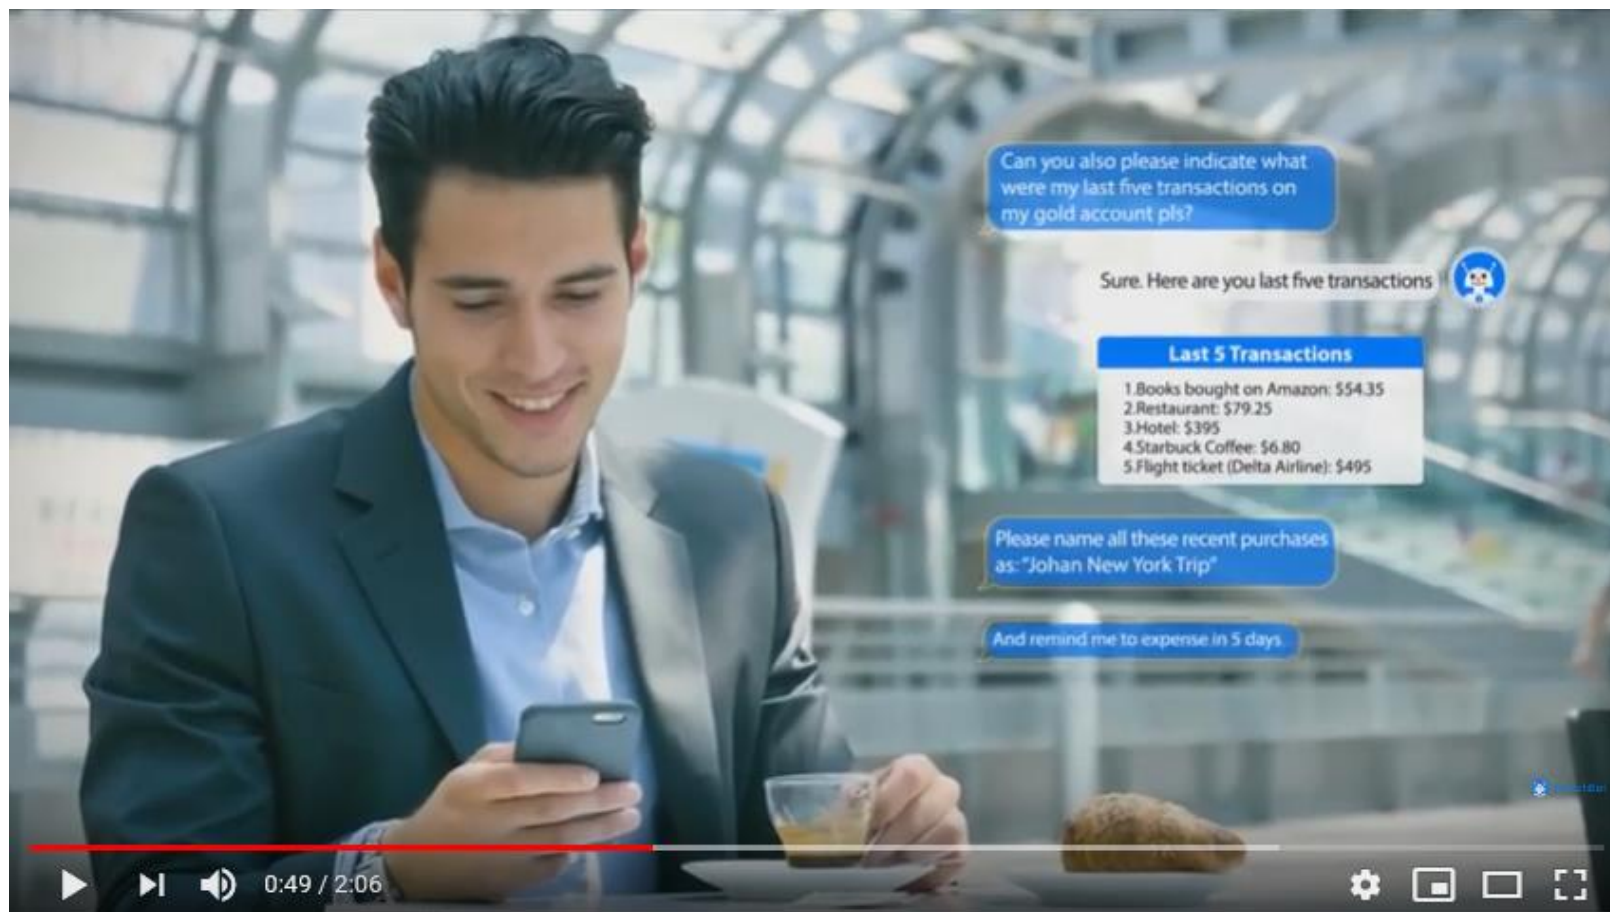 Can you also please indicate what
were my last five transactions on
my gold account pls?
Sure. Here are you last five transactions
Last 5 Transactions
1.Books bought on Amazon: $54.35
2.Restaurant: $79.25
3.Hotel: $395
4.Starbuck Coffee: $6.80
5.Flight ticket (Delta Airline): $495
Please name all these recent purchases
as: "Johan New York Trip"
And remind me to expense in 5 days
0:49 / 2:06